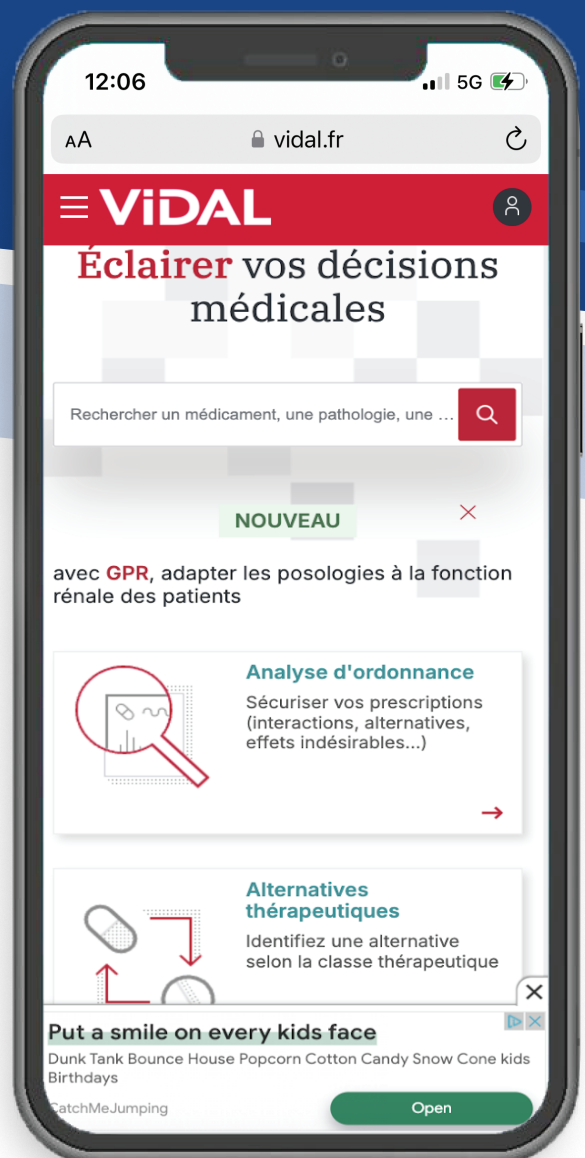 12:06
5G
AA
vidal.fr
ViDAL
Éclairer vos décisions
médicales
Rechercher un médicament, une pathologie, une ...
NOUVEAU
avec GPR, adapter les posologies à la fonction
rénale des patients
Analyse d'ordonnance
Sécuriser vos prescriptions
(interactions, alternatives,
effets indésirables...)
Alternatives
thérapeutiques
Identifiez une alternative
selon la classe thérapeutique
Put a smile on every kids face
Dunk Tank Bounce House Popcorn Cotton Candy Snow Cone kids
Birthdays
CatchMeJumping
Open